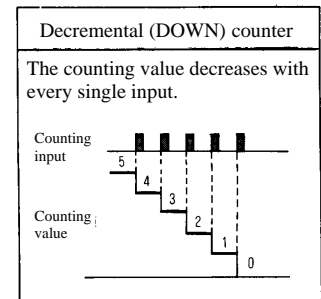 Decremental (DOWN) counter
The counting value decreases with
every single input.
Counting
input
5
4
3
2
1
0
Counting
value